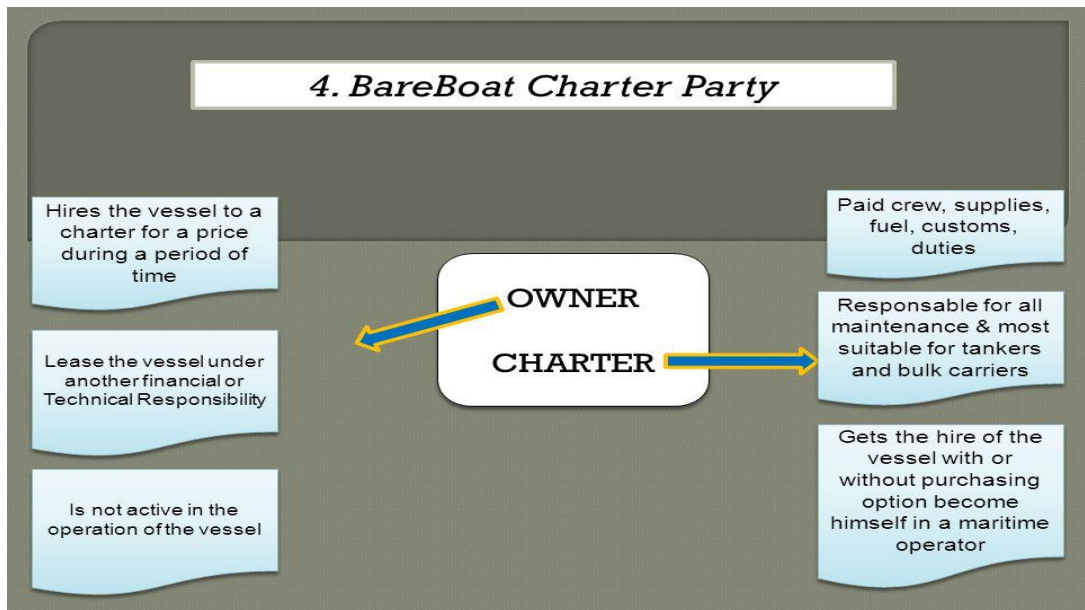 4. BareBoat Charter Party
Hires the vessel to a
charter for a price
during a period of
time
Lease the vessel under
another financial or
Technical Responsibility
Is not active in the
operation of the vessel
OWNER
CHARTER
Paid crew, supplies,
fuel, customs,
duties
Responsable for all
maintenance & most
suitable for tankers
and bulk carriers
Gets the hire of the
vessel with or
without purchasing
option become
himself in a maritime
operator